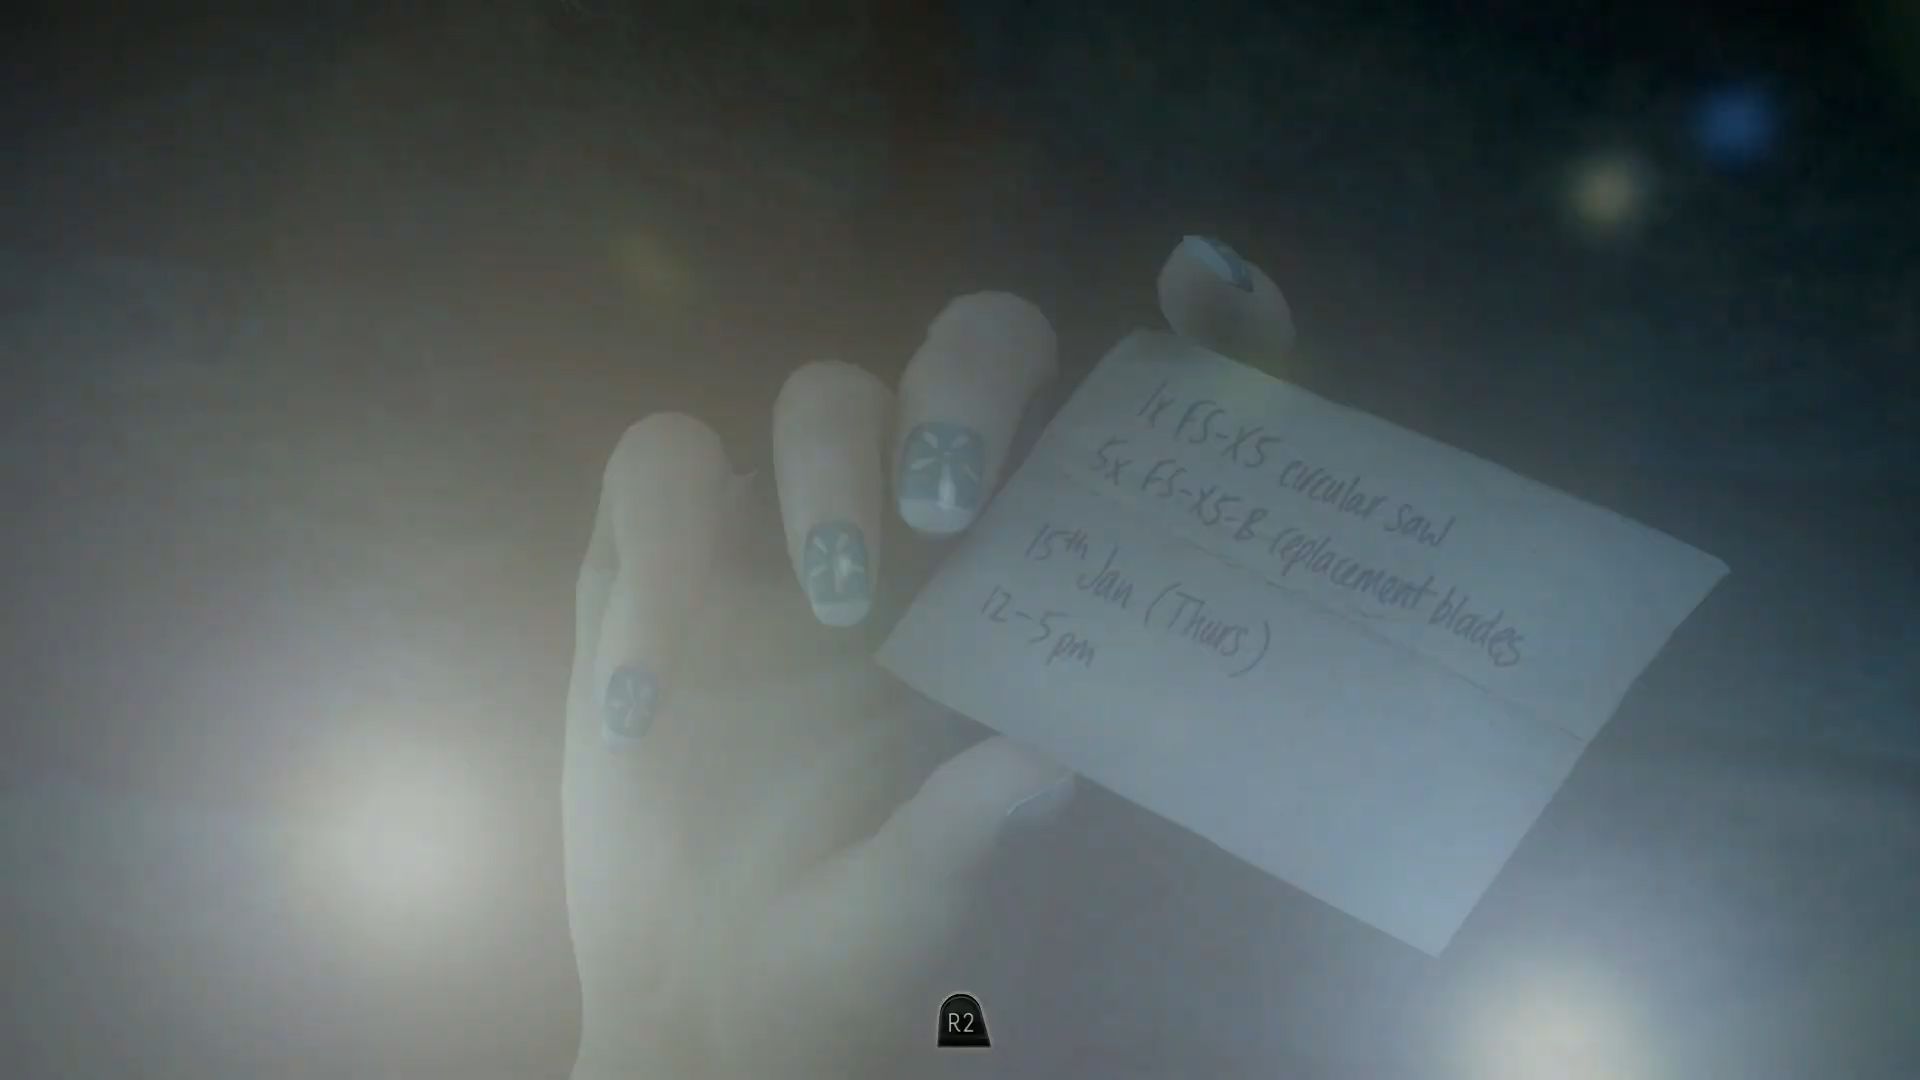 1x FS-X5 circular saw
5x FS-X5-B replacement blades
15th Jan (Thurs)
12-5pm
R2